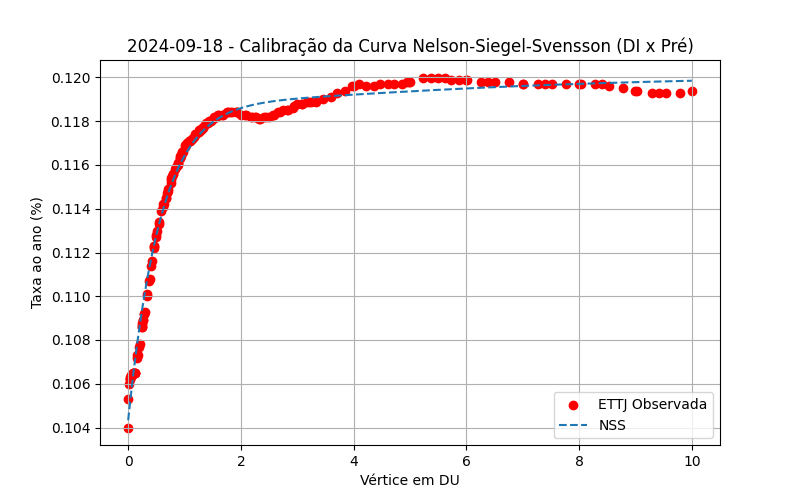 2024-09-18 - Calibração da Curva Nelson-Siegel-Svensson (DI x Pré)
Taxa ao ano (%)
0.120
0.118
0.116
0.114
0.112
0.110
0.108
0.106
0.104
ETTJ Observada
NSS
0 2 4 6 8 10
Vértice em DU